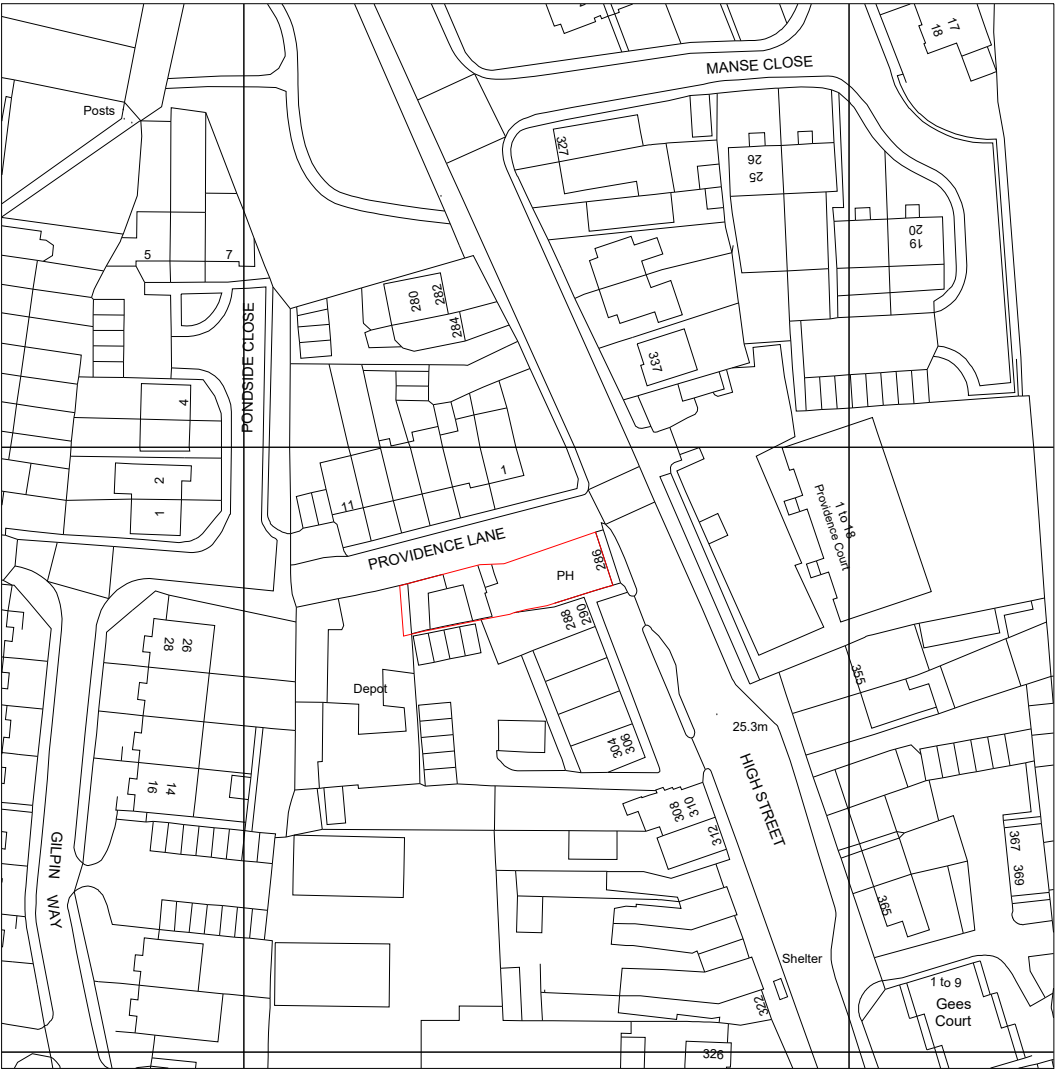 17
18
MANSE CLOSE
Posts
327
26
25
20
19
5
7
280
282
284
PONDSIDE CLOSE
337
4
2
1
1
11
1 to 18
Providence Court
PROVIDENCE LANE
286
PH
288
290
28
26
355
Depot
304
306
25.3m
HIGH STREET
16
14
308
310
312
GILPIN WAY
367
369
365
Shelter
322
1 to 9
Gees
Court
326